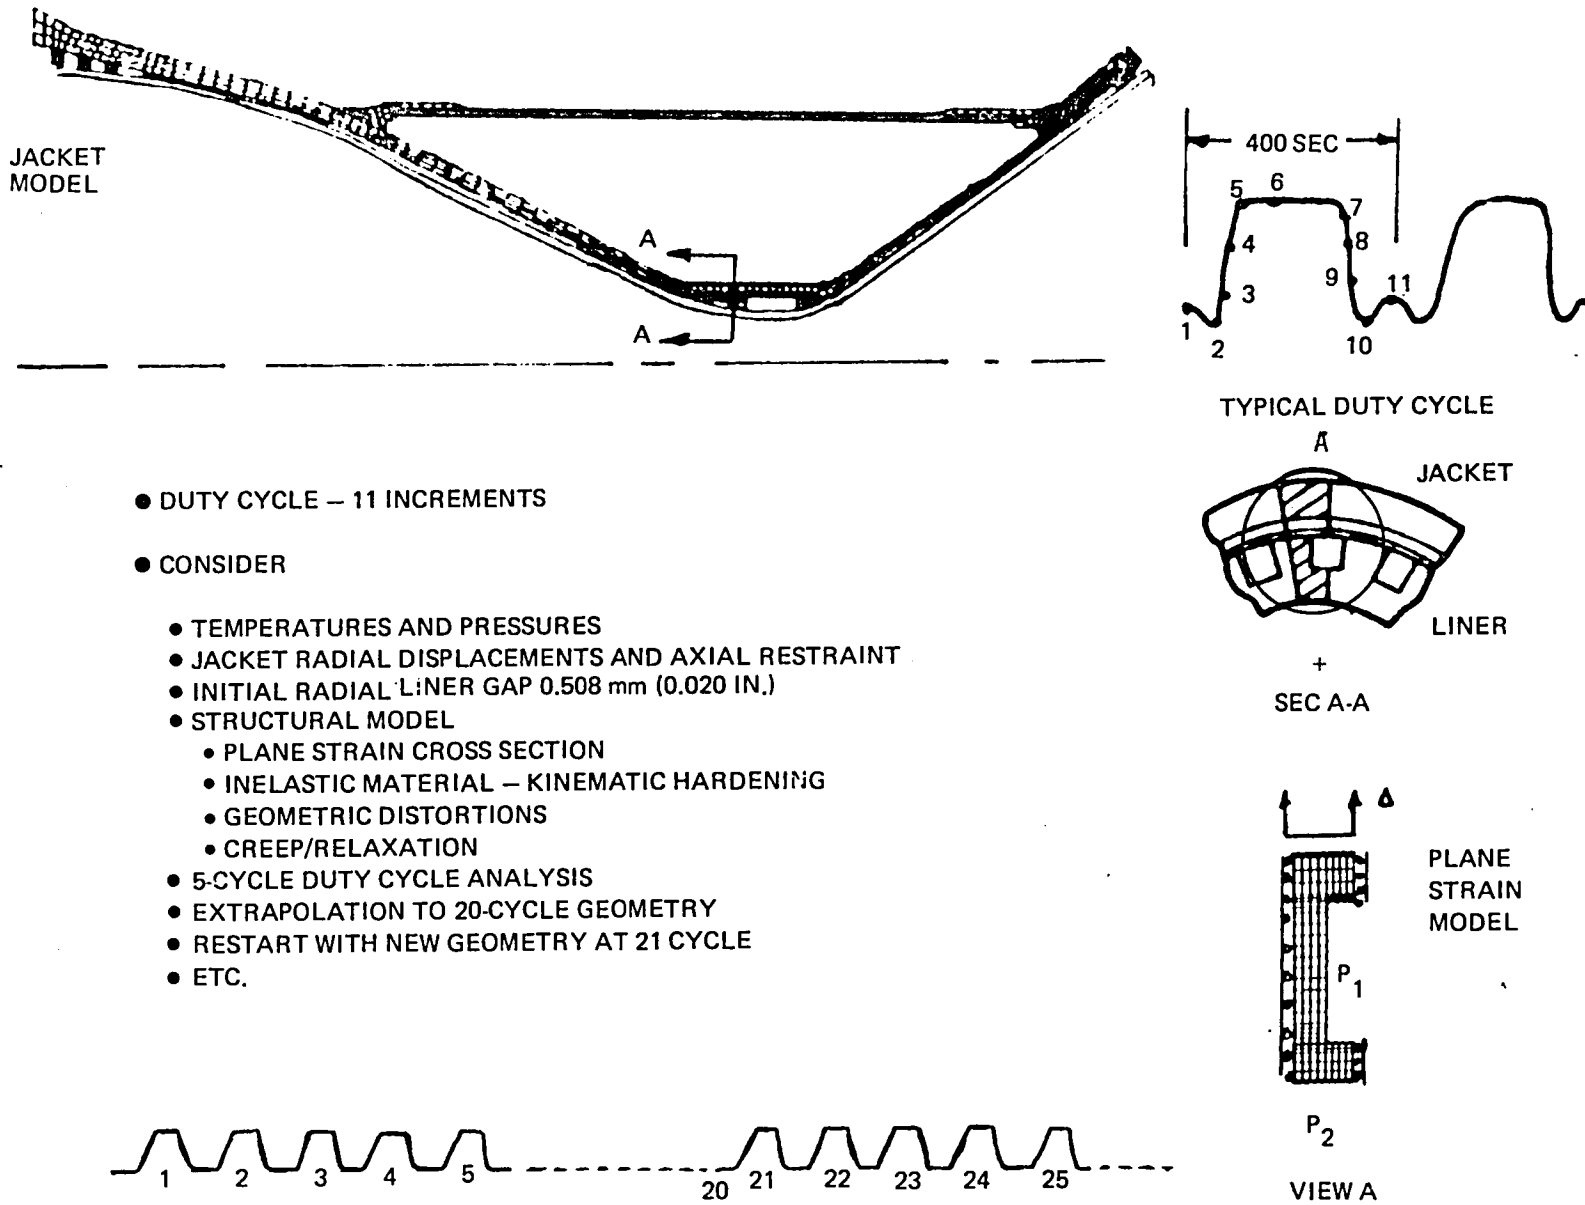 JACKET
MODEL
A
A
400 SEC
1
2
3
4
5
6
7
8
9
10
11
TYPICAL DUTY CYCLE
A
JACKET
LINER
+
SEC A-A
● DUTY CYCLE – 11 INCREMENTS
● CONSIDER
● TEMPERATURES AND PRESSURES
● JACKET RADIAL DISPLACEMENTS AND AXIAL RESTRAINT
● INITIAL RADIAL LINER GAP 0.508 mm (0.020 IN.)
● STRUCTURAL MODEL
● PLANE STRAIN CROSS SECTION
● INELASTIC MATERIAL – KINEMATIC HARDENING
● GEOMETRIC DISTORTIONS
● CREEP/RELAXATION
● 5-CYCLE DUTY CYCLE ANALYSIS
● EXTRAPOLATION TO 20-CYCLE GEOMETRY
● RESTART WITH NEW GEOMETRY AT 21 CYCLE
● ETC.
Δ
PLANE
STRAIN
MODEL
P1
P2
VIEW A
1 2 3 4 5 20 21 22 23 24 25